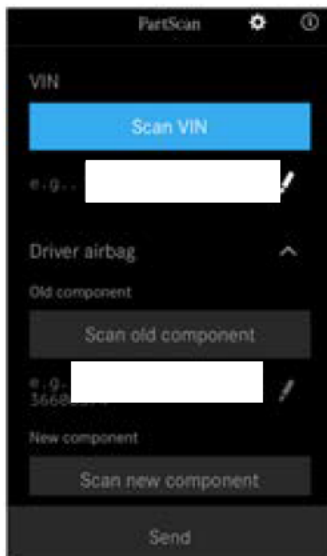 PartScan
VIN
Scan VIN
e.g..
Driver airbag
Old component
Scan old component
e.g.
New component
Scan new component
Send